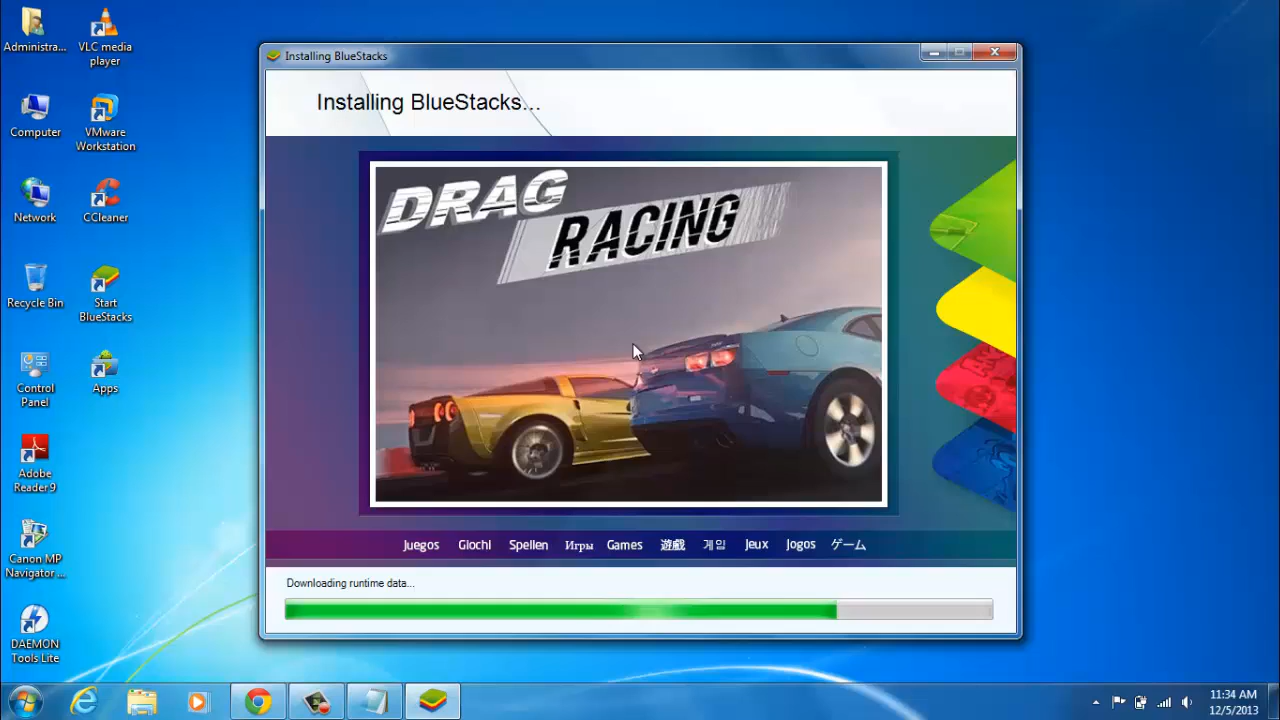 Administra...
VLC media
player
Computer
VMware
Workstation
Network
CCleaner
Recycle Bin
Start
BlueStacks
Control
Panel
Apps
Adobe
Reader 9
Canon MP
Navigator ...
DAEMON
Tools Lite
Installing BlueStacks
Installing BlueStacks...
DRAG
RACING
Juegos Giochi Spellen Игры Games 遊戲 게임 Jeux Jogos ゲーム
Downloading runtime data...
11:34 AM
12/5/2013